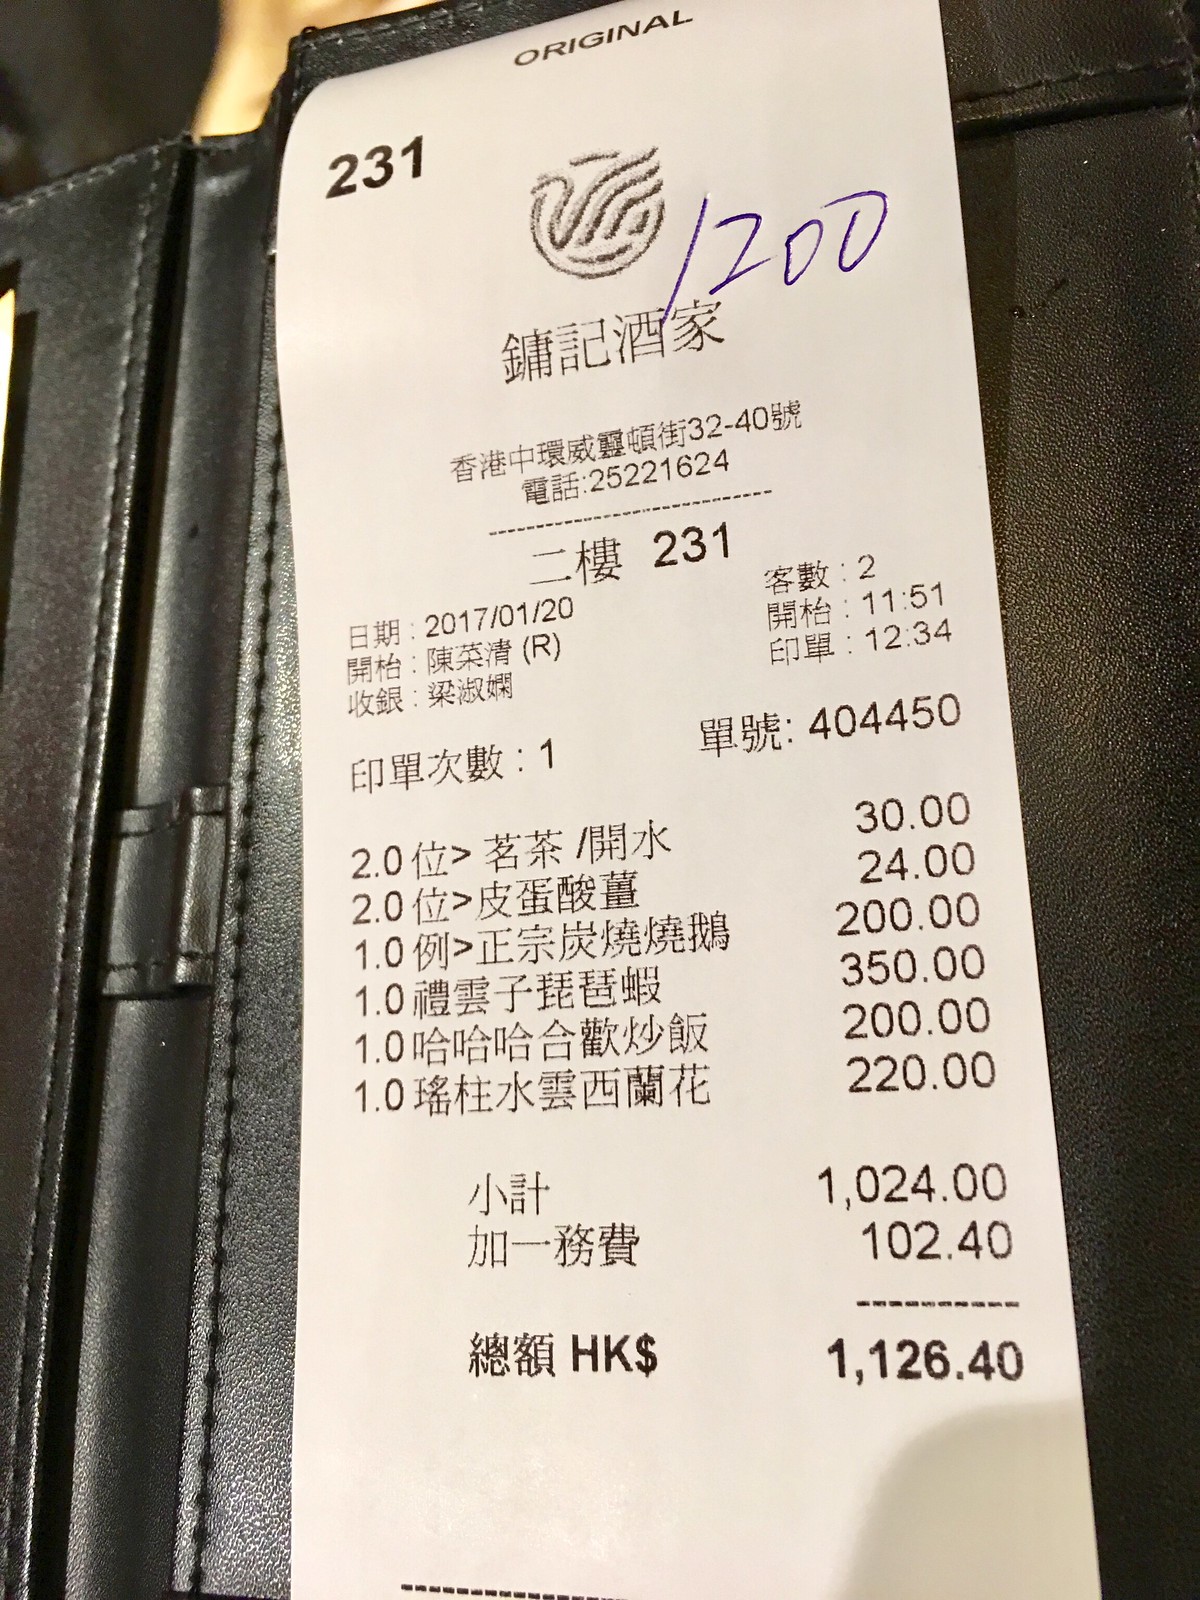 ORIGINAL
231
1200
鏞記酒家
香港中環威靈頓街32-40號
電話:25221624
二樓 231
客數 : 2
日期 : 2017/01/20 開枱 : 11:51
開枱 : 陳菜清 (R) 印單 : 12:34
收銀 : 梁淑嫻
印單次數 : 1 單號: 404450
2.0 位> 茗茶 /開水 30.00
2.0 位>皮蛋酸薑 24.00
1.0 例>正宗炭燒燒鵝 200.00
1.0 禮雲子琵琶蝦 350.00
1.0 哈哈哈合歡炒飯 200.00
1.0 瑤柱水雲西蘭花 220.00
小計 1,024.00
加一務費 102.40
總額 HK$ 1,126.40